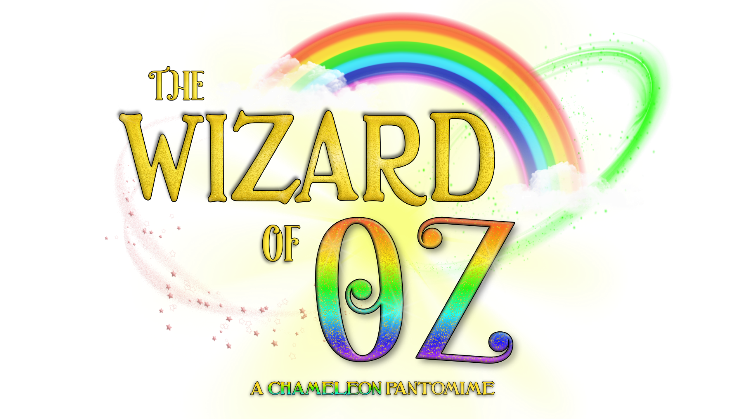 THE
WIZARD
OF OZ
A CHAMELEON PANTOMIME